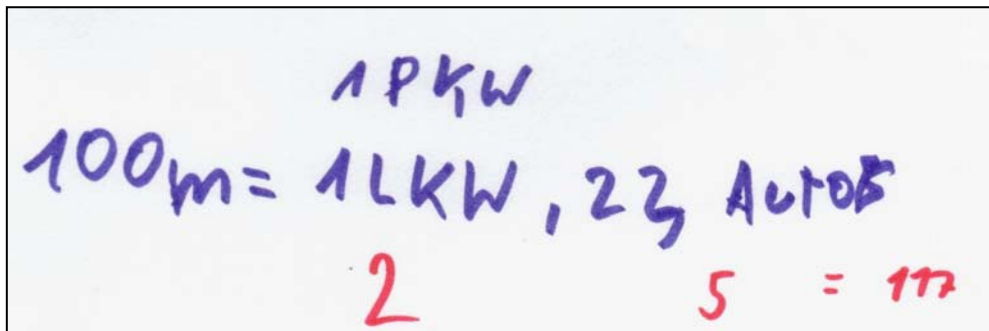 1 PKW
100m = 1 LKW, 22, Autos
2 5 = 117